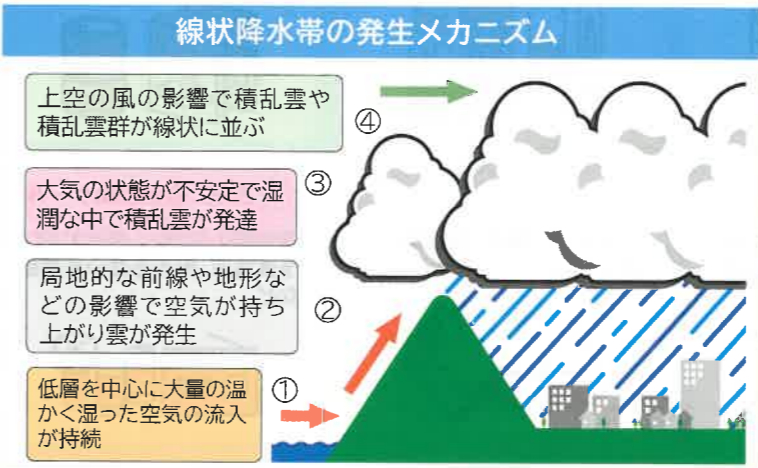 線状降水帯の発生メカニズム
上空の風の影響で積乱雲や
積乱雲群が線状に並ぶ
④
大気の状態が不安定で湿
潤な中で積乱雲が発達
③
局地的な前線や地形な
どの影響で空気が持ち
上がり雲が発生
②
低層を中心に大量の温
かく湿った空気の流入
が持続
①